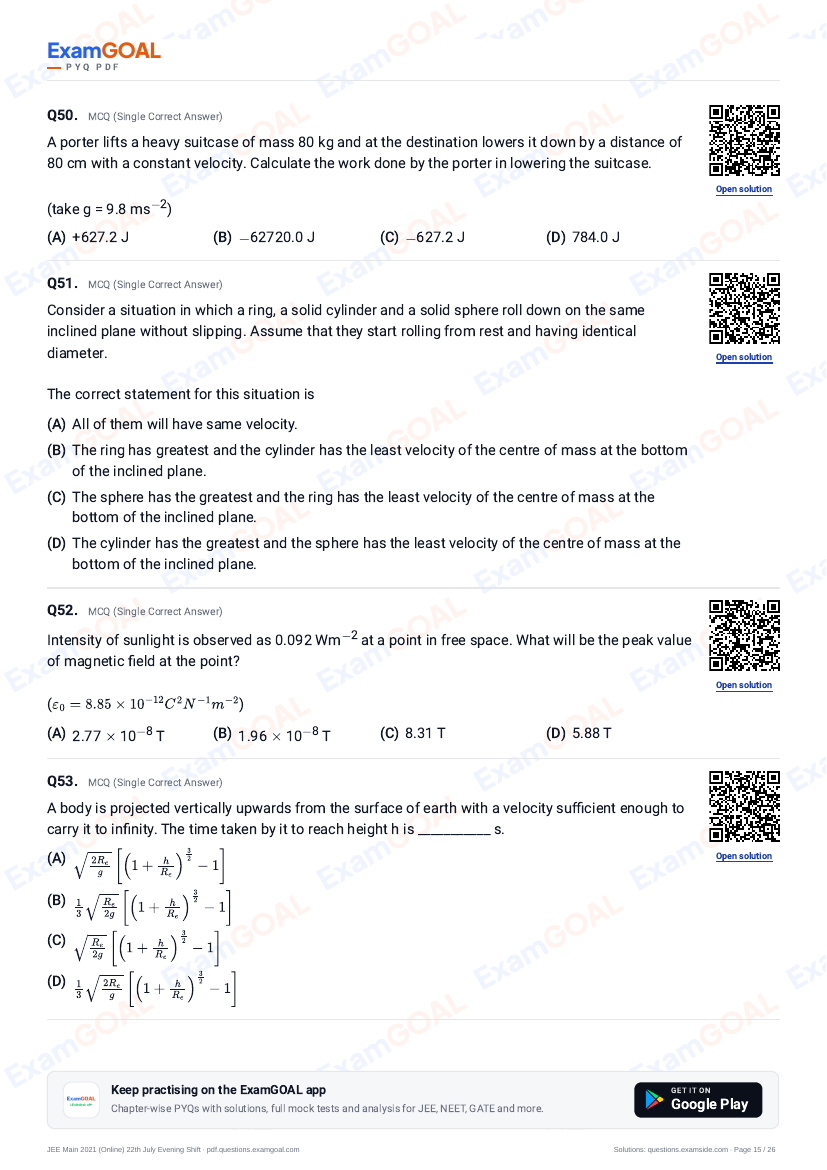 ExamGOAL
PYQ PDF
Q50. MCQ (Single Correct Answer)
A porter lifts a heavy suitcase of mass 80 kg and at the destination lowers it down by a distance of
80 cm with a constant velocity. Calculate the work done by the porter in lowering the suitcase.
(take g = 9.8 ms⁻²)
(A) +627.2 J (B) −62720.0 J (C) −627.2 J (D) 784.0 J
Open solution
Q51. MCQ (Single Correct Answer)
Consider a situation in which a ring, a solid cylinder and a solid sphere roll down on the same
inclined plane without slipping. Assume that they start rolling from rest and having identical
diameter.
The correct statement for this situation is
(A) All of them will have same velocity.
(B) The ring has greatest and the cylinder has the least velocity of the centre of mass at the bottom
of the inclined plane.
(C) The sphere has the greatest and the ring has the least velocity of the centre of mass at the
bottom of the inclined plane.
(D) The cylinder has the greatest and the sphere has the least velocity of the centre of mass at the
bottom of the inclined plane.
Open solution
Q52. MCQ (Single Correct Answer)
Intensity of sunlight is observed as 0.092 Wm⁻² at a point in free space. What will be the peak value
of magnetic field at the point?
(ε₀ = 8.85 × 10⁻¹²C²N⁻¹m⁻²)
(A) 2.77 × 10⁻⁸ T (B) 1.96 × 10⁻⁸ T (C) 8.31 T (D) 5.88 T
Open solution
Q53. MCQ (Single Correct Answer)
A body is projected vertically upwards from the surface of earth with a velocity sufficient enough to
carry it to infinity. The time taken by it to reach height h is __________ s.
(A) √(2Rₑ/g) [(1 + h/Rₑ)^(3/2) − 1]
(B) 1/3 √(Rₑ/2g) [(1 + h/Rₑ)^(3/2) − 1]
(C) √(Rₑ/2g) [(1 + h/Rₑ)^(3/2) − 1]
(D) 1/3 √(2Rₑ/g) [(1 + h/Rₑ)^(3/2) − 1]
Open solution
Keep practising on the ExamGOAL app
Chapter-wise PYQs with solutions, full mock tests and analysis for JEE, NEET, GATE and more.
GET IT ON
Google Play
JEE Main 2021 (Online) 22th July Evening Shift · pdf.questions.examgoal.com
Solutions: questions.examside.com · Page 15 / 26